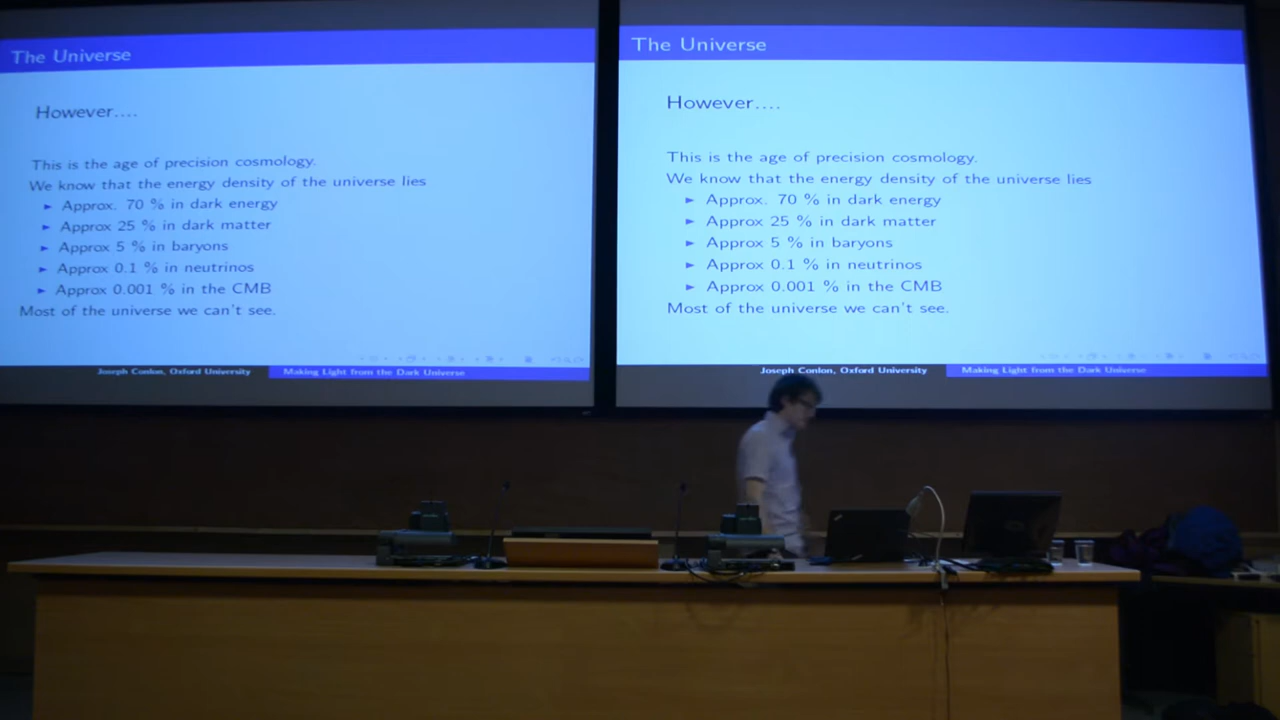 The Universe
However....
This is the age of precision cosmology.
We know that the energy density of the universe lies
► Approx. 70 % in dark energy
► Approx 25 % in dark matter
► Approx 5 % in baryons
► Approx 0.1 % in neutrinos
► Approx 0.001 % in the CMB
Most of the universe we can't see.
Joseph Conlon, Oxford University
Making Light from the Dark Universe
The Universe
However....
This is the age of precision cosmology.
We know that the energy density of the universe lies
► Approx. 70 % in dark energy
► Approx 25 % in dark matter
► Approx 5 % in baryons
► Approx 0.1 % in neutrinos
► Approx 0.001 % in the CMB
Most of the universe we can't see.
Joseph Conlon, Oxford University
Making Light from the Dark Universe